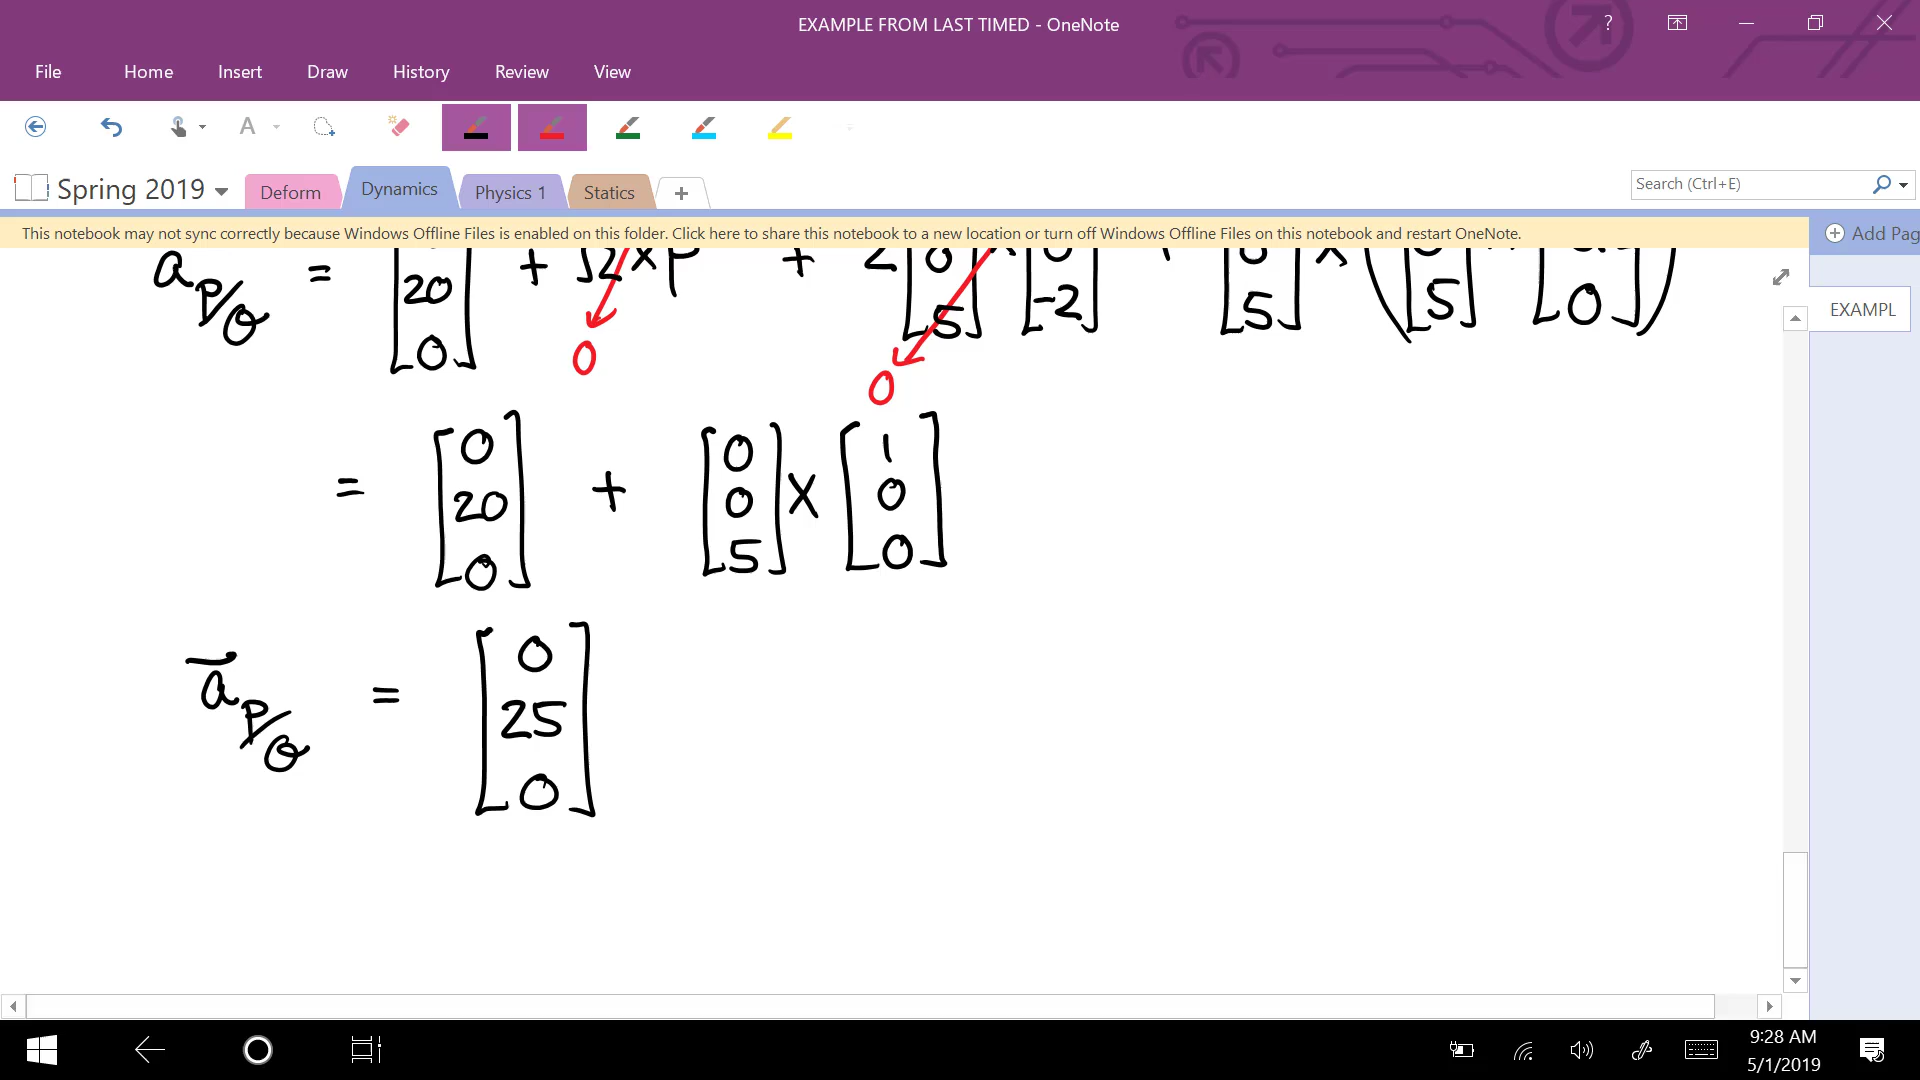 EXAMPLE FROM LAST TIMED - OneNote
?
File Home Insert Draw History Review View
A
Spring 2019 Deform Dynamics Physics 1 Statics +
Search (Ctrl+E)
This notebook may not sync correctly because Windows Offline Files is enabled on this folder. Click here to share this notebook to a new location or turn off Windows Offline Files on this notebook and restart OneNote.
Add Pag
EXAMPL
a P/O = [20 0] + Ω × P + 2 [0 5] × [0 -2] + [0 5] × ([0 5] × [0])
0 0
= [0 20 0] + [0 0 5] × [1 0 0]
a P/O = [0 25 0]
9:28 AM
5/1/2019